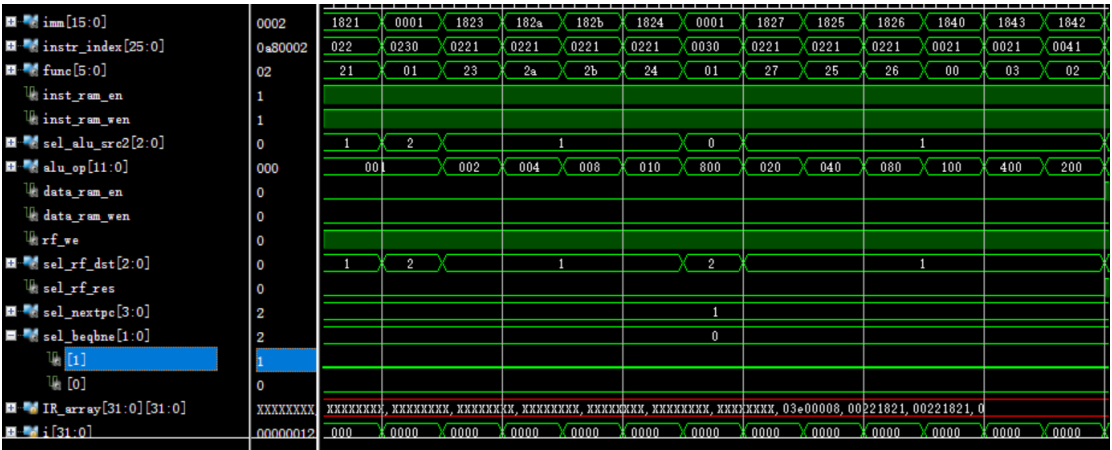 imm[15:0] 0002 1821 0001 1823 182a 182b 1824 0001 1827 1825 1826 1840 1843 1842
instr_index[25:0] 0a80002 022 0230 0221 0221 0221 0221 0030 0221 0221 0221 0021 0021 0041
func[5:0] 02 21 01 23 2a 2b 24 01 27 25 26 00 03 02
inst_ram_en 1
inst_ram_wen 1
sel_alu_src2[2:0] 0 1 2 1 0 1
alu_op[11:0] 000 001 002 004 008 010 800 020 040 080 100 400 200
data_ram_en 0
data_ram_wen 0
rf_we 0
sel_rf_dst[2:0] 0 1 2 1 2 1
sel_rf_res 0
sel_nextpc[3:0] 2 1
sel_beqbne[1:0] 2 0
[1] 1
[0] 0
IR_array[31:0][31:0] XXXXXXXX, XXXXXXXX, XXXXXXXX, XXXXXXXX, XXXXXXXX, XXXXXXXX, XXXXXXXX, XXXXXXXX, 03e00008, 00221821, 00221821, 0
i[31:0] 00000012 000 0000 0000 0000 0000 0000 0000 0000 0000 0000 0000 0000 0000